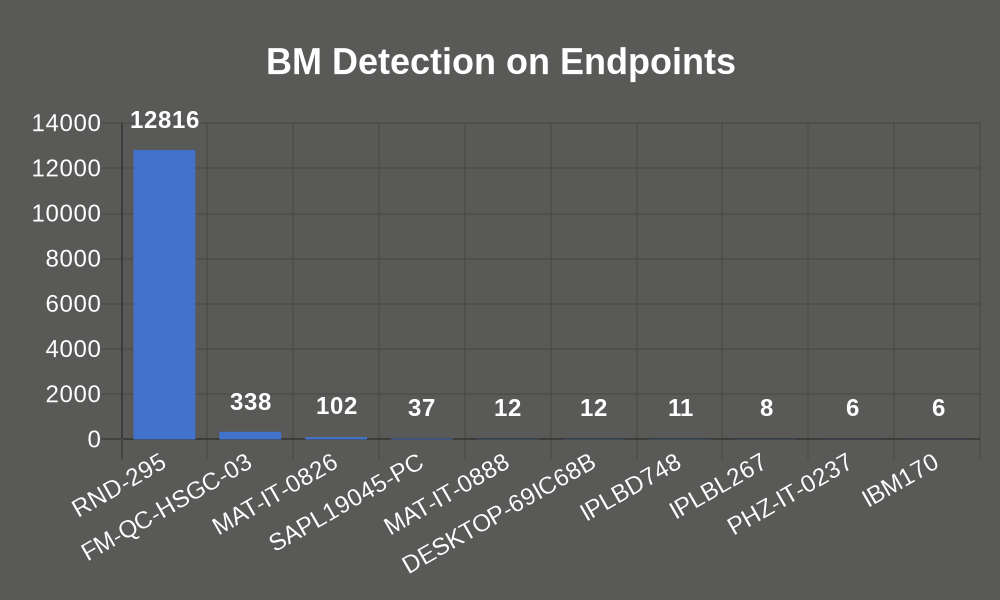 BM Detection on Endpoints
14000
12000
10000
8000
6000
4000
2000
0
12816
338
102
37
12
12
11
8
6
6
RND-295
FM-QC-HSGC-03
MAT-IT-0826
SAPL19045-PC
MAT-IT-0888
DESKTOP-69IC68B
IPLBD748
IPLBL267
PHZ-IT-0237
IBM170